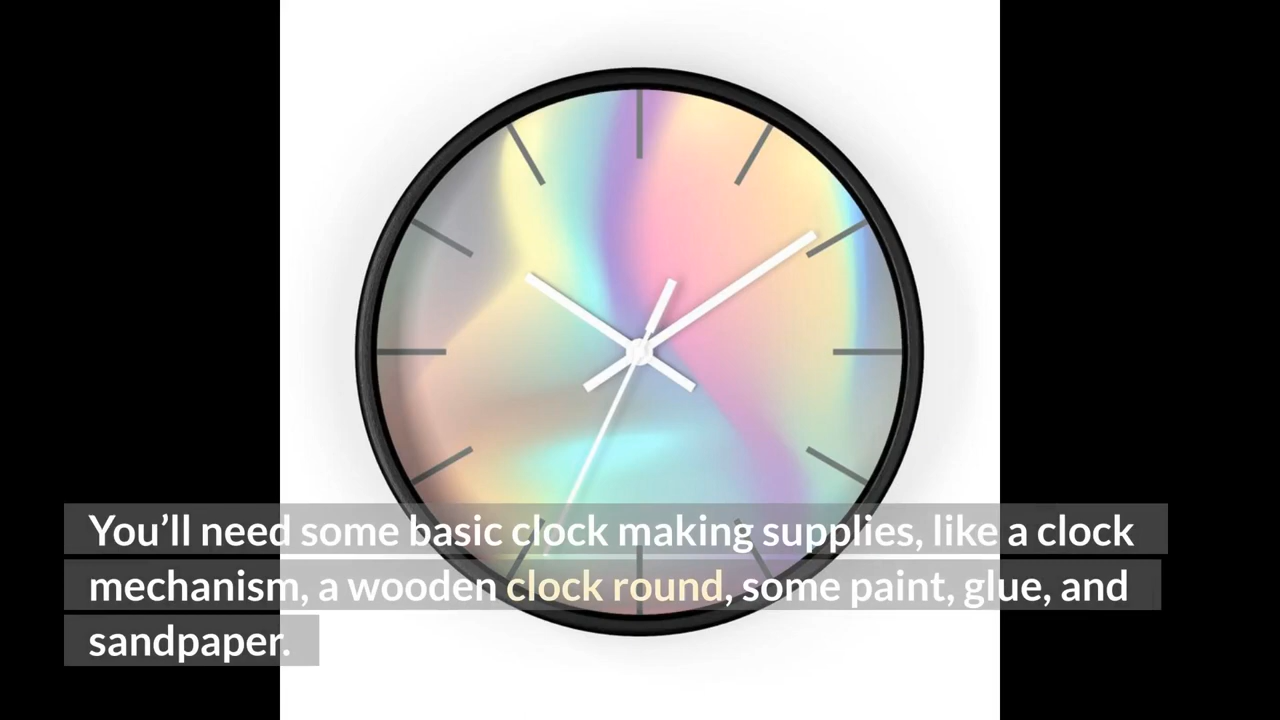 You’ll need some basic clock making supplies, like a clock
mechanism, a wooden clock round, some paint, glue, and
sandpaper.